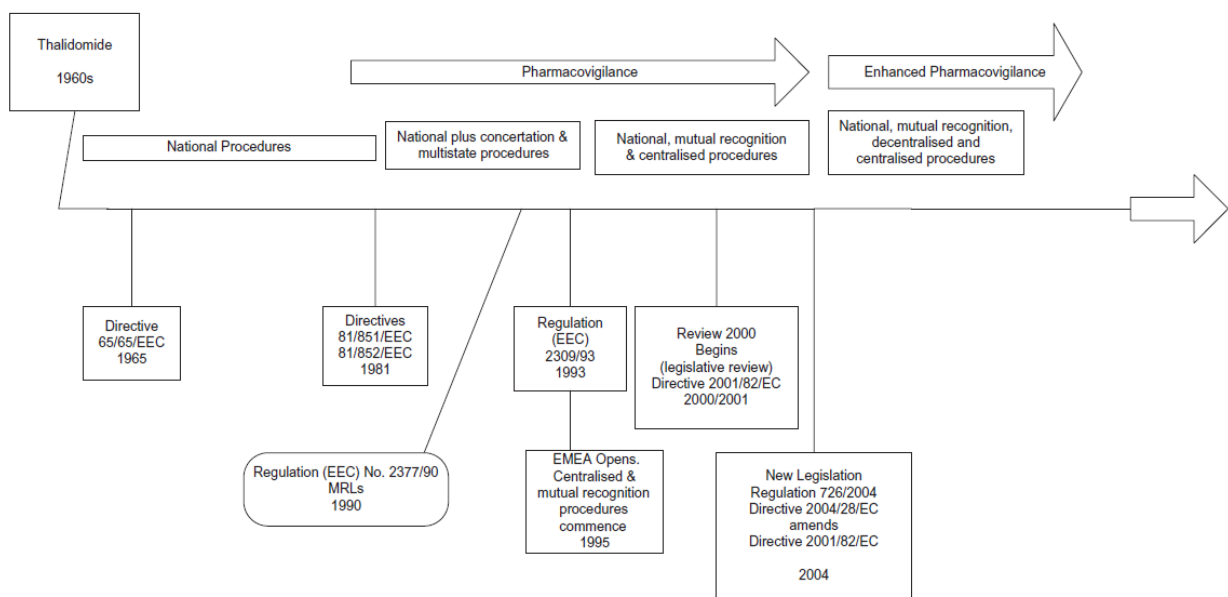 Thalidomide
1960s
Pharmacovigilance
Enhanced Pharmacovigilance
National Procedures
National plus concertation &
multistate procedures
National, mutual recognition
& centralised procedures
National, mutual recognition,
decentralised and
centralised procedures
Directive
65/65/EEC
1965
Directives
81/851/EEC
81/852/EEC
1981
Regulation
(EEC)
2309/93
1993
Review 2000
Begins
(legislative review)
Directive 2001/82/EC
2000/2001
Regulation (EEC) No. 2377/90
MRLs
1990
EMEA Opens.
Centralised &
mutual recognition
procedures
commence
1995
New Legislation
Regulation 726/2004
Directive 2004/28/EC
amends
Directive 2001/82/EC
2004